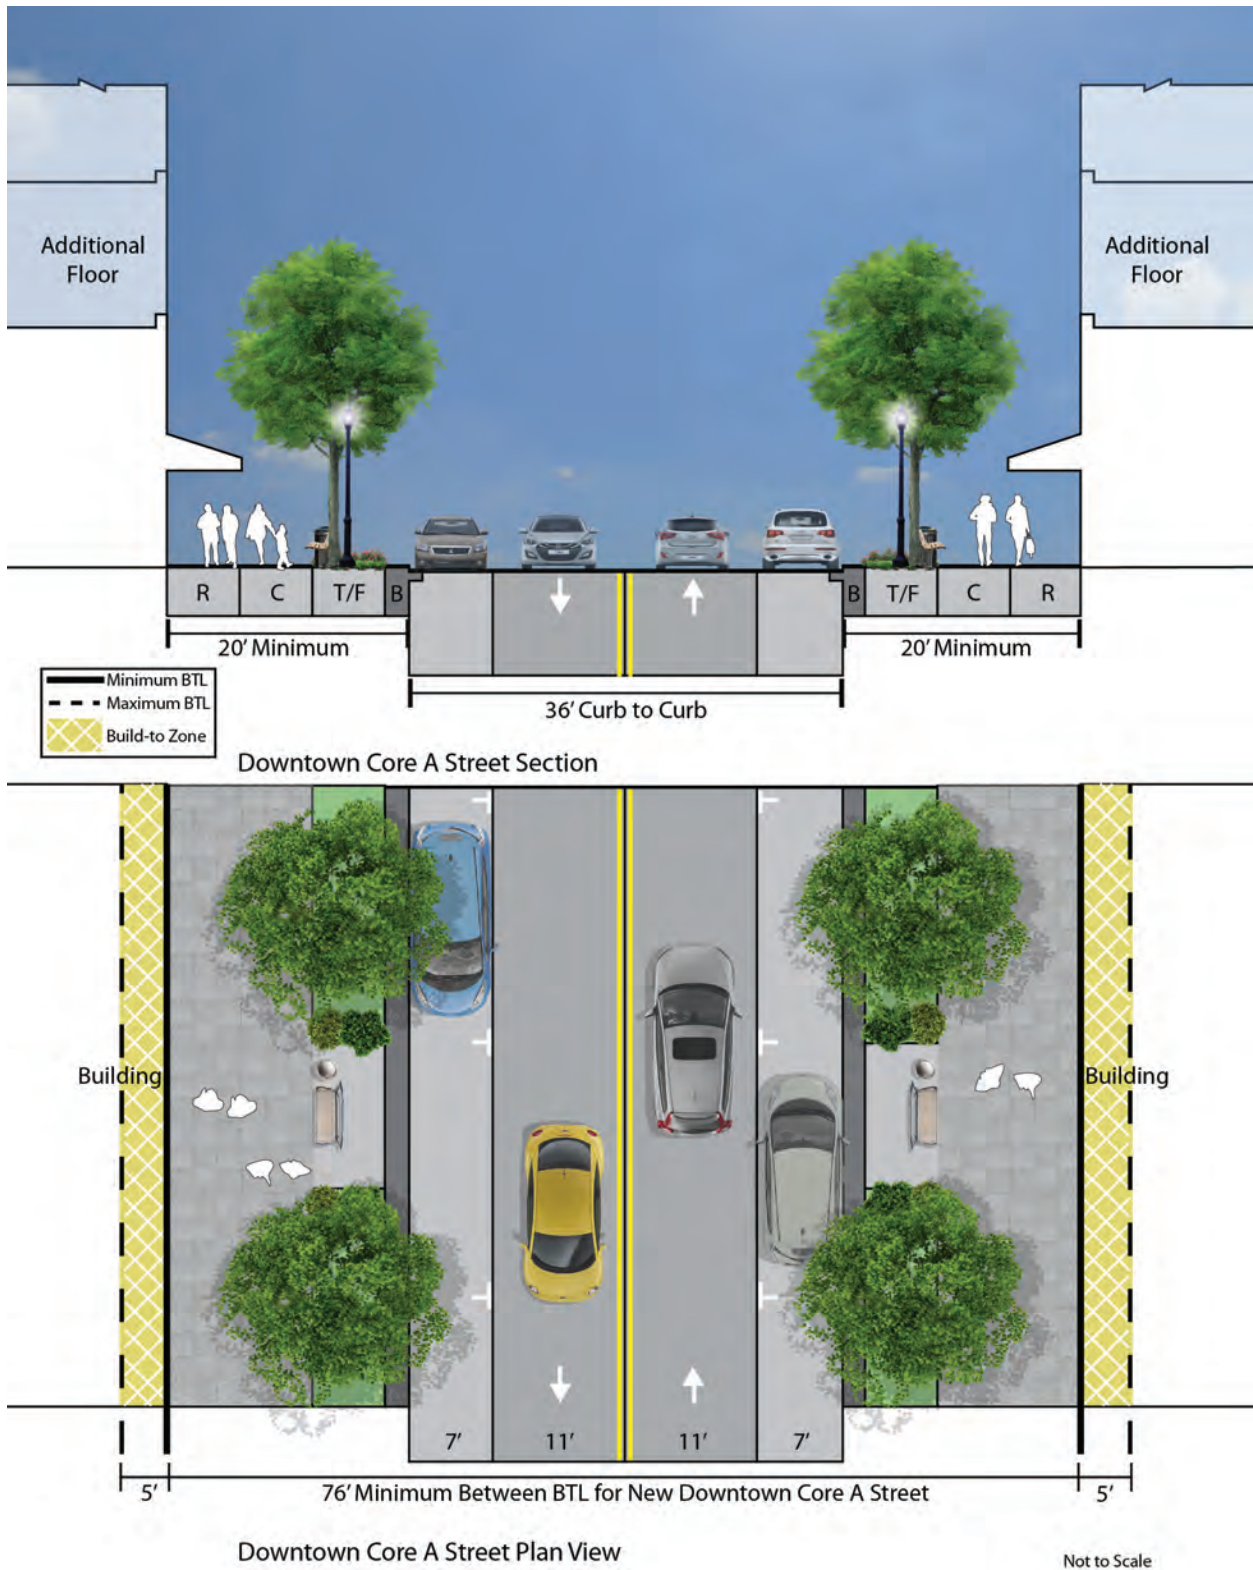 Additional
Floor
Additional
Floor
R
C
T/F
B
B
T/F
C
R
20’ Minimum
20’ Minimum
36’ Curb to Curb
Minimum BTL
Maximum BTL
Build-to Zone
Downtown Core A Street Section
Building
Building
7’
11’
11’
7’
5’
76’ Minimum Between BTL for New Downtown Core A Street
5’
Downtown Core A Street Plan View
Not to Scale